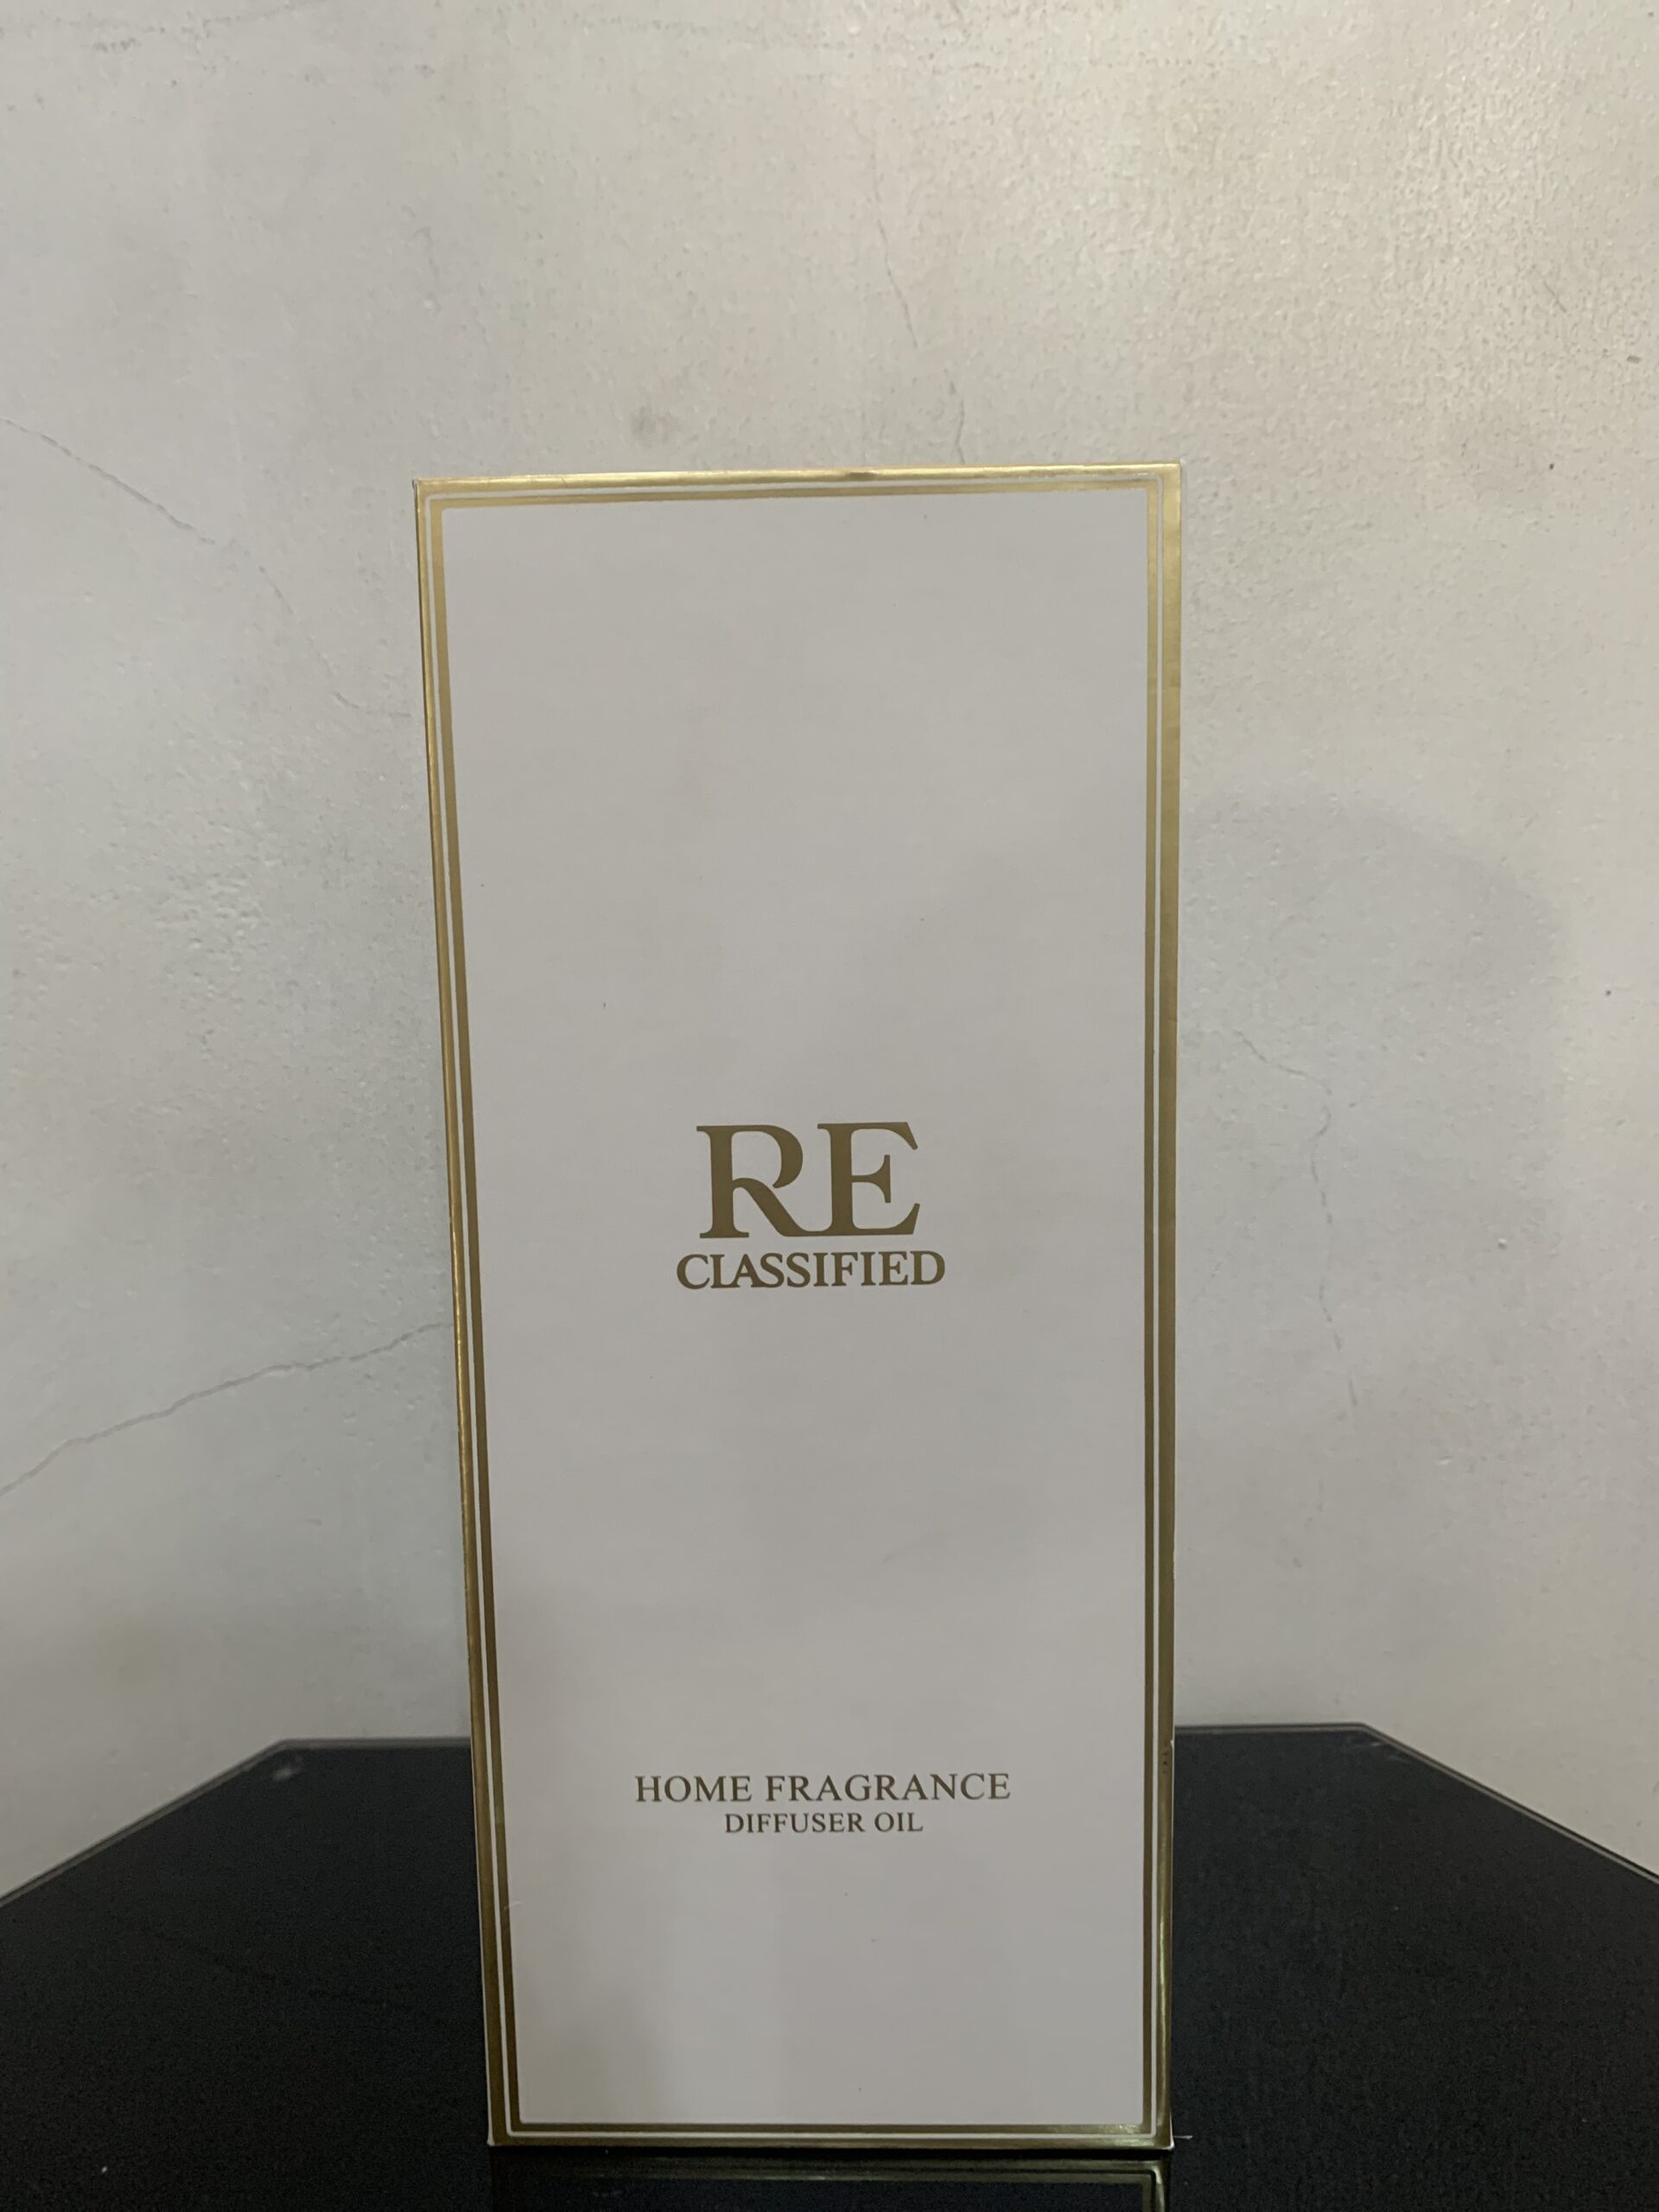 RE
CLASSIFIED
HOME FRAGRANCE
DIFFUSER OIL